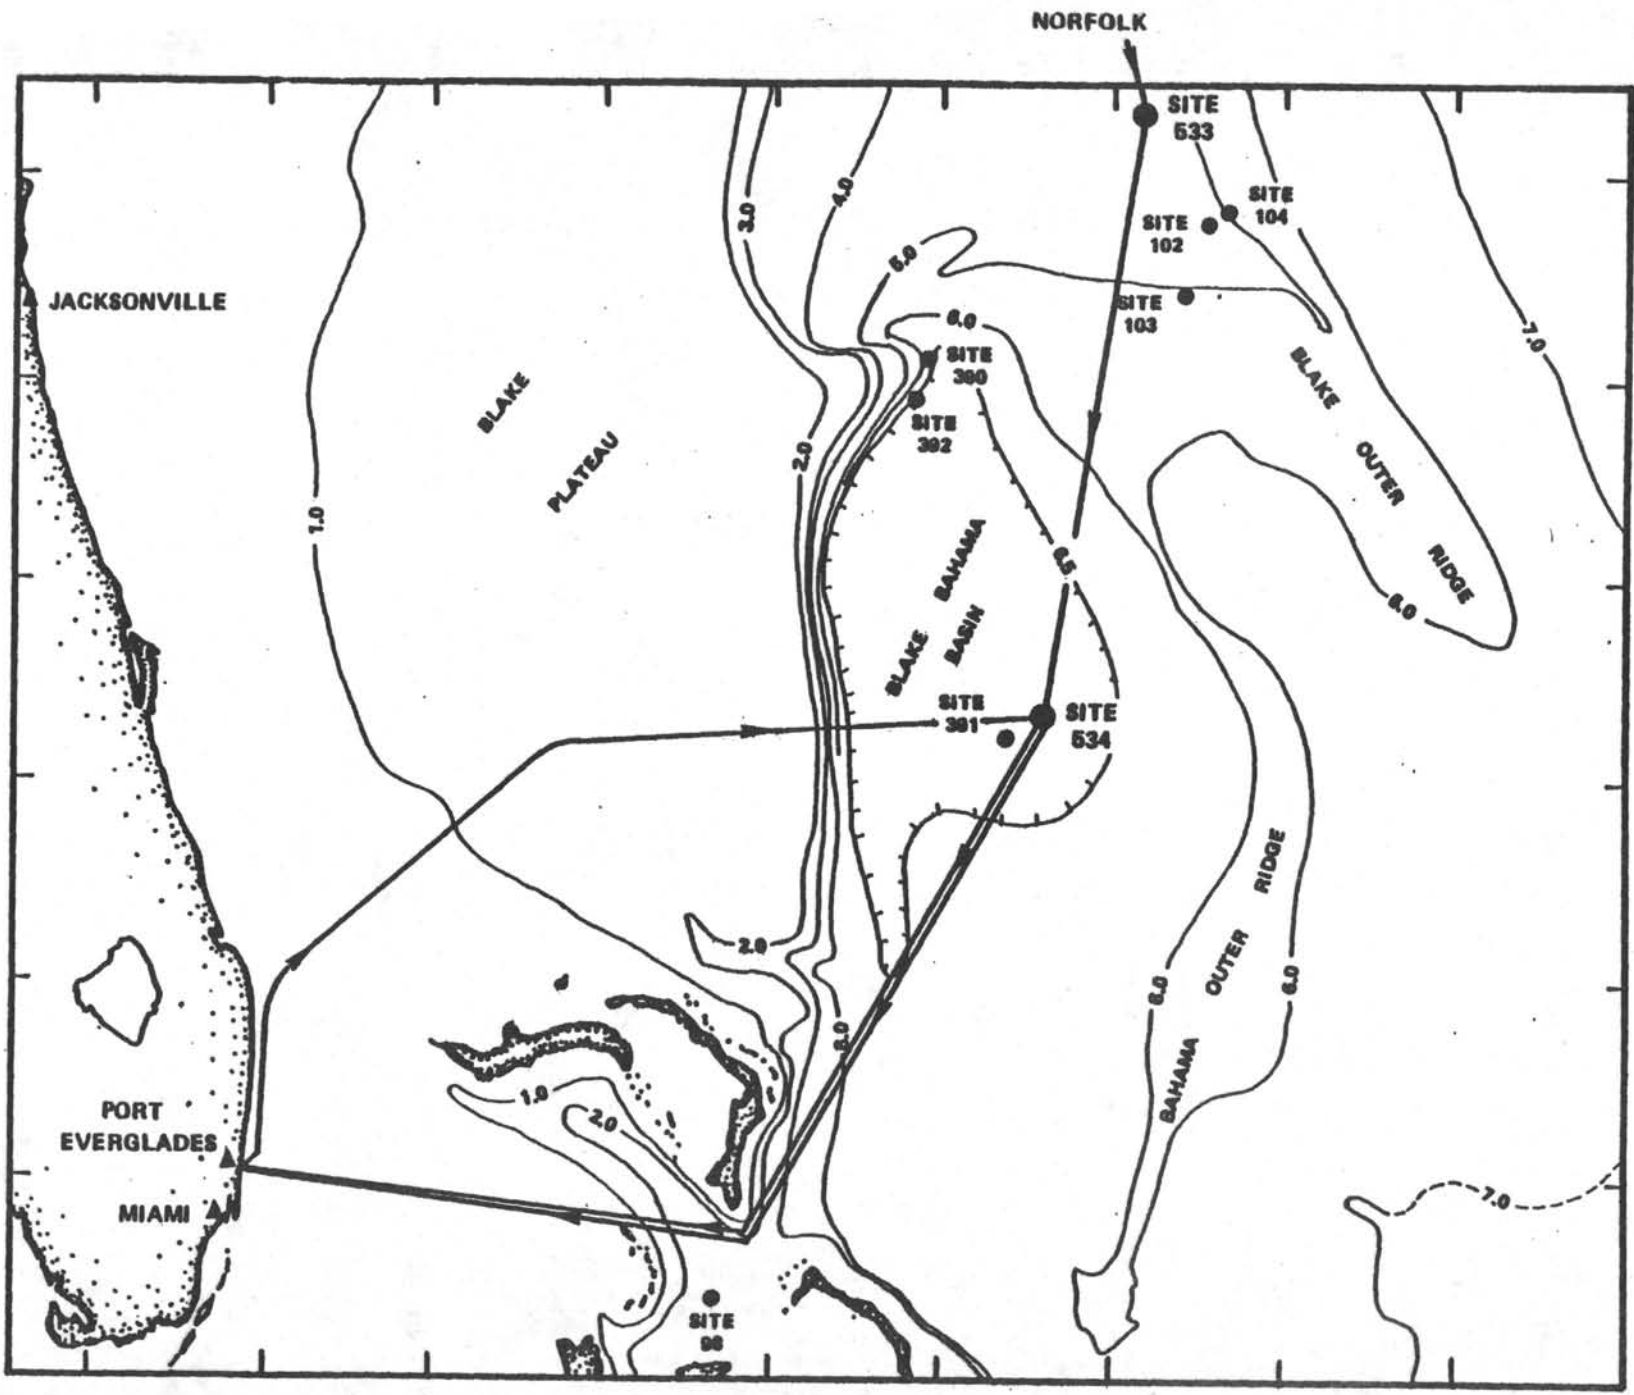 NORFOLK
SITE
533
SITE
104
SITE
102
SITE
103
3.0
4.0
5.0
6.0
7.0
JACKSONVILLE
SITE
390
SITE
392
BLAKE
PLATEAU
2.0
1.0
BLAKE
OUTER
RIDGE
6.0
6.5
BLAKE BAHAMA
BASIN
SITE
391
SITE
534
2.0
BAHAMA
OUTER
RIDGE
6.0
6.0
PORT
EVERGLADES
MIAMI
1.0
2.0
7.0
SITE